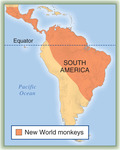 Equator
SOUTH
AMERICA
Pacific
Ocean
New World monkeys